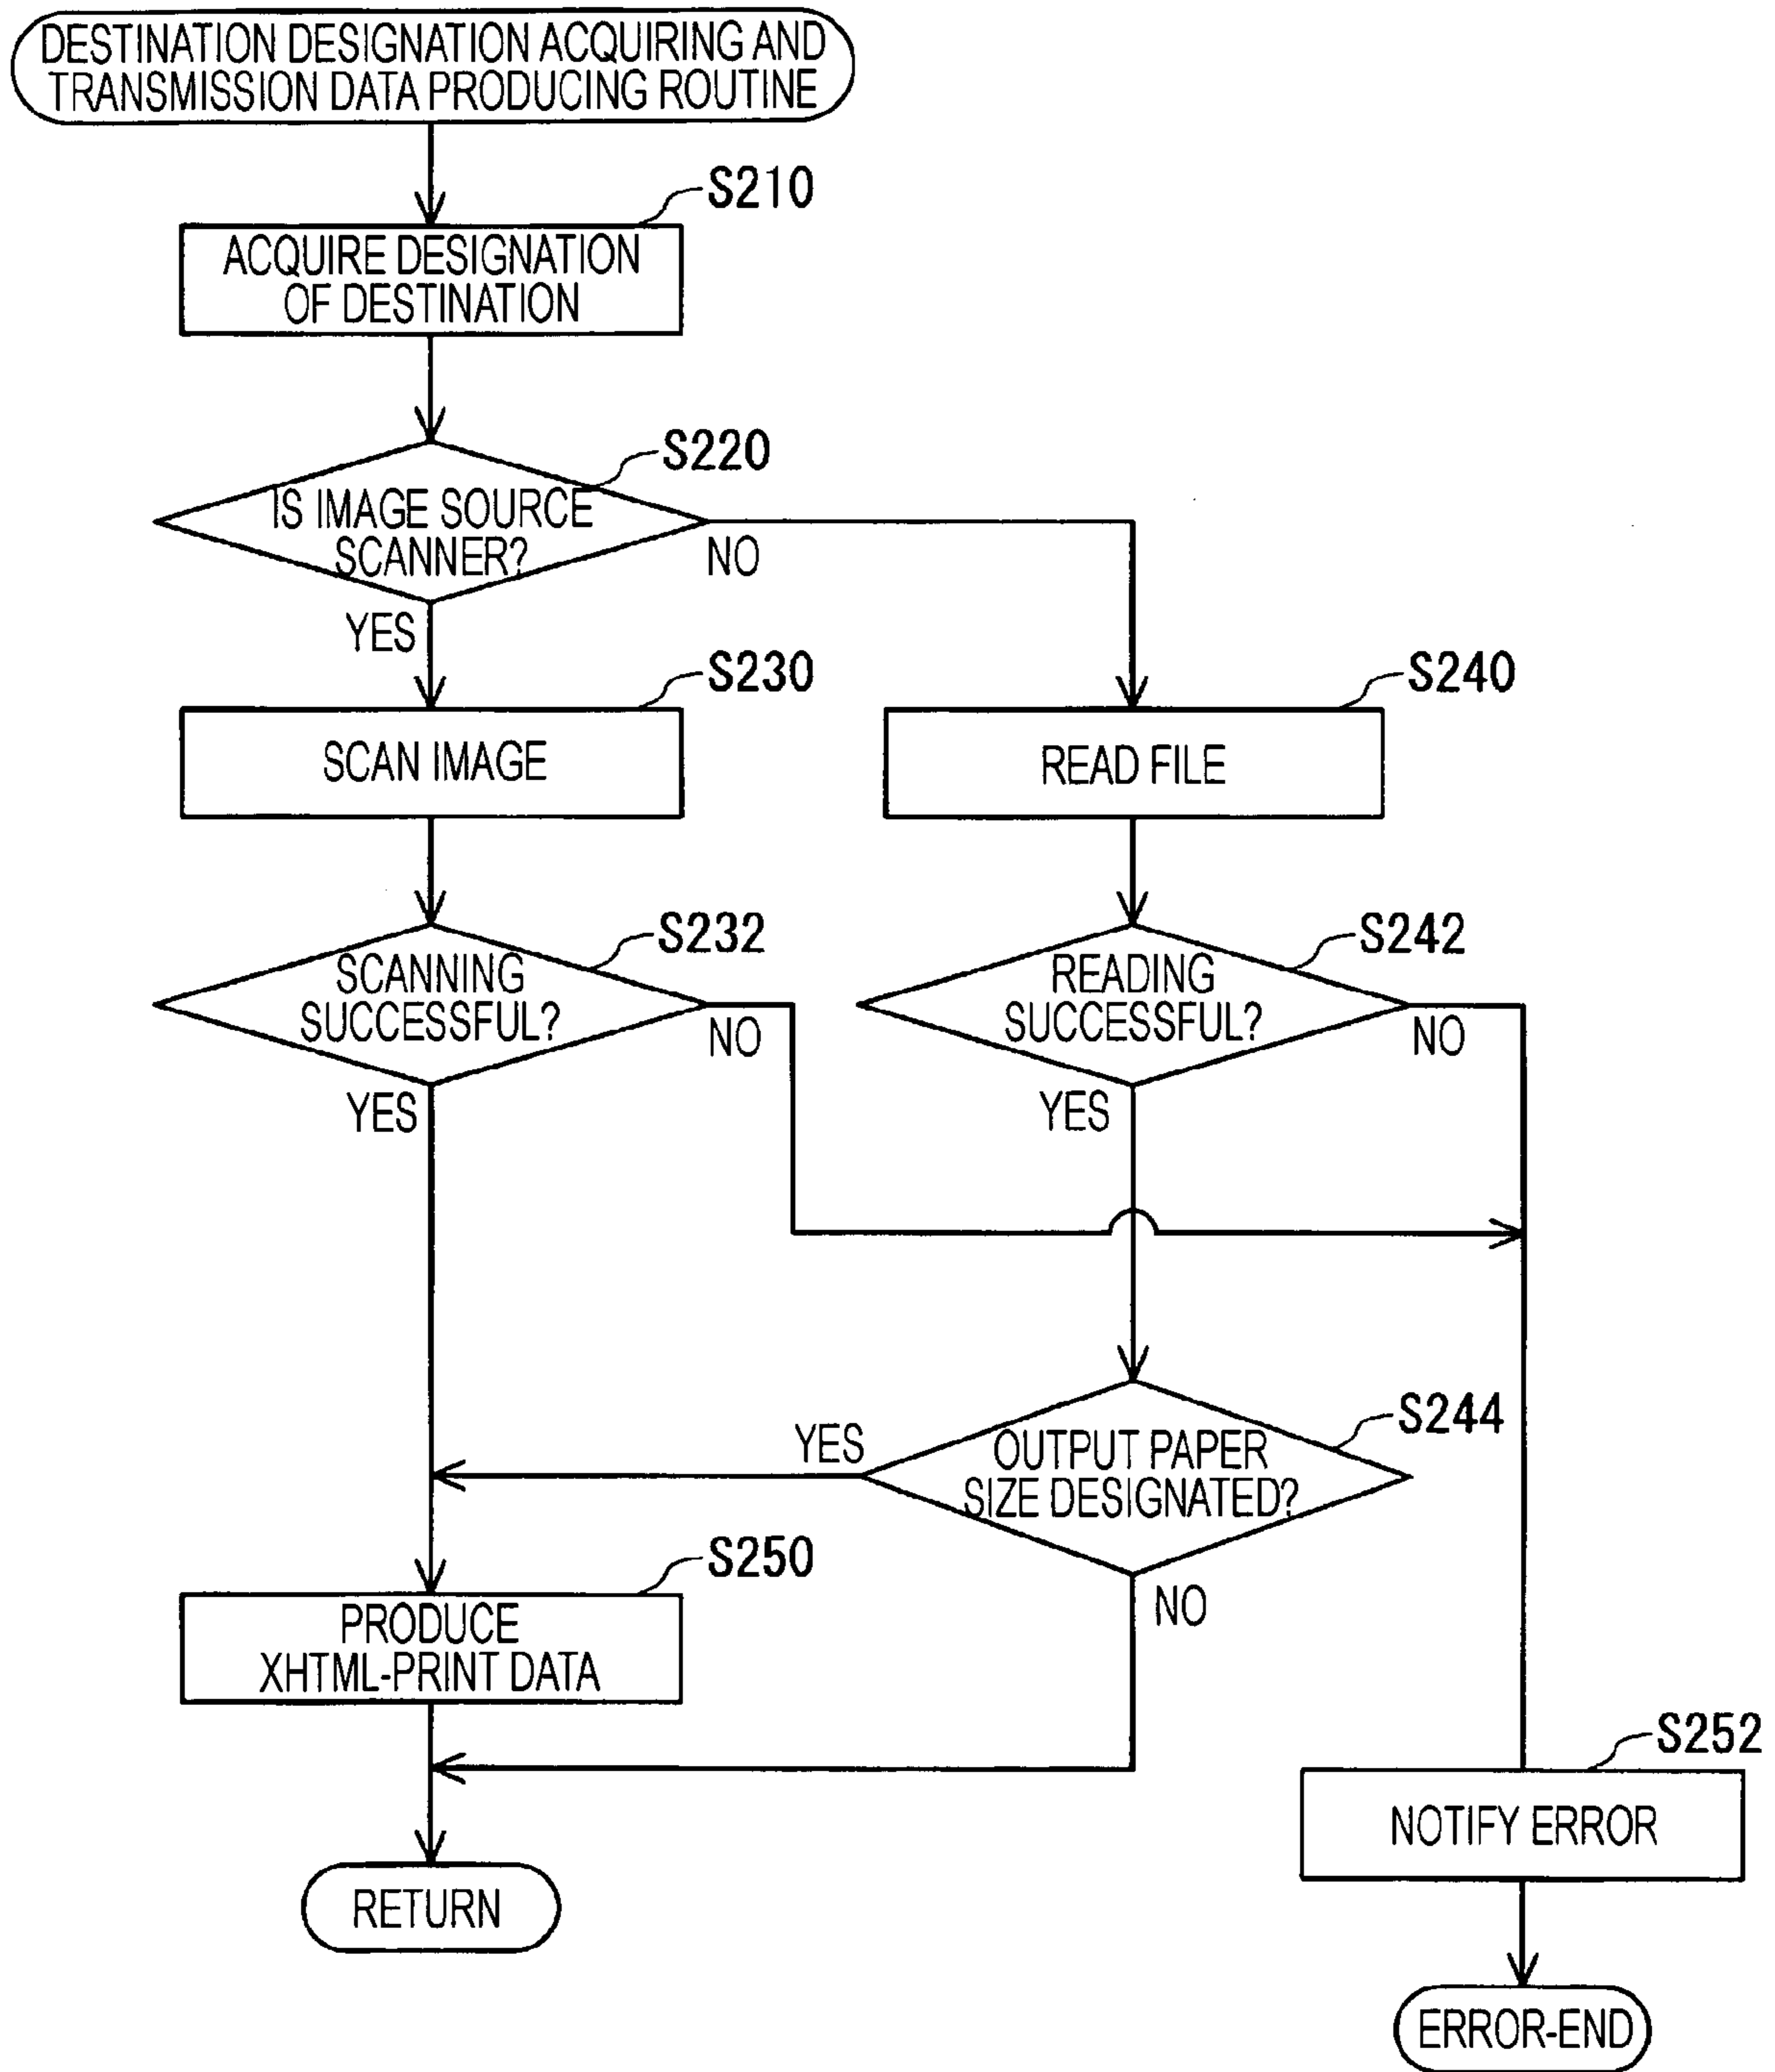 DESTINATION DESIGNATION ACQUIRING AND
TRANSMISSION DATA PRODUCING ROUTINE
S210
ACQUIRE DESIGNATION
OF DESTINATION
S220
IS IMAGE SOURCE
SCANNER?
NO
YES
S230
SCAN IMAGE
S240
READ FILE
S232
SCANNING
SUCCESSFUL?
NO
YES
S242
READING
SUCCESSFUL?
NO
YES
S244
OUTPUT PAPER
SIZE DESIGNATED?
YES
NO
S250
PRODUCE
XHTML-PRINT DATA
S252
NOTIFY ERROR
RETURN
ERROR-END